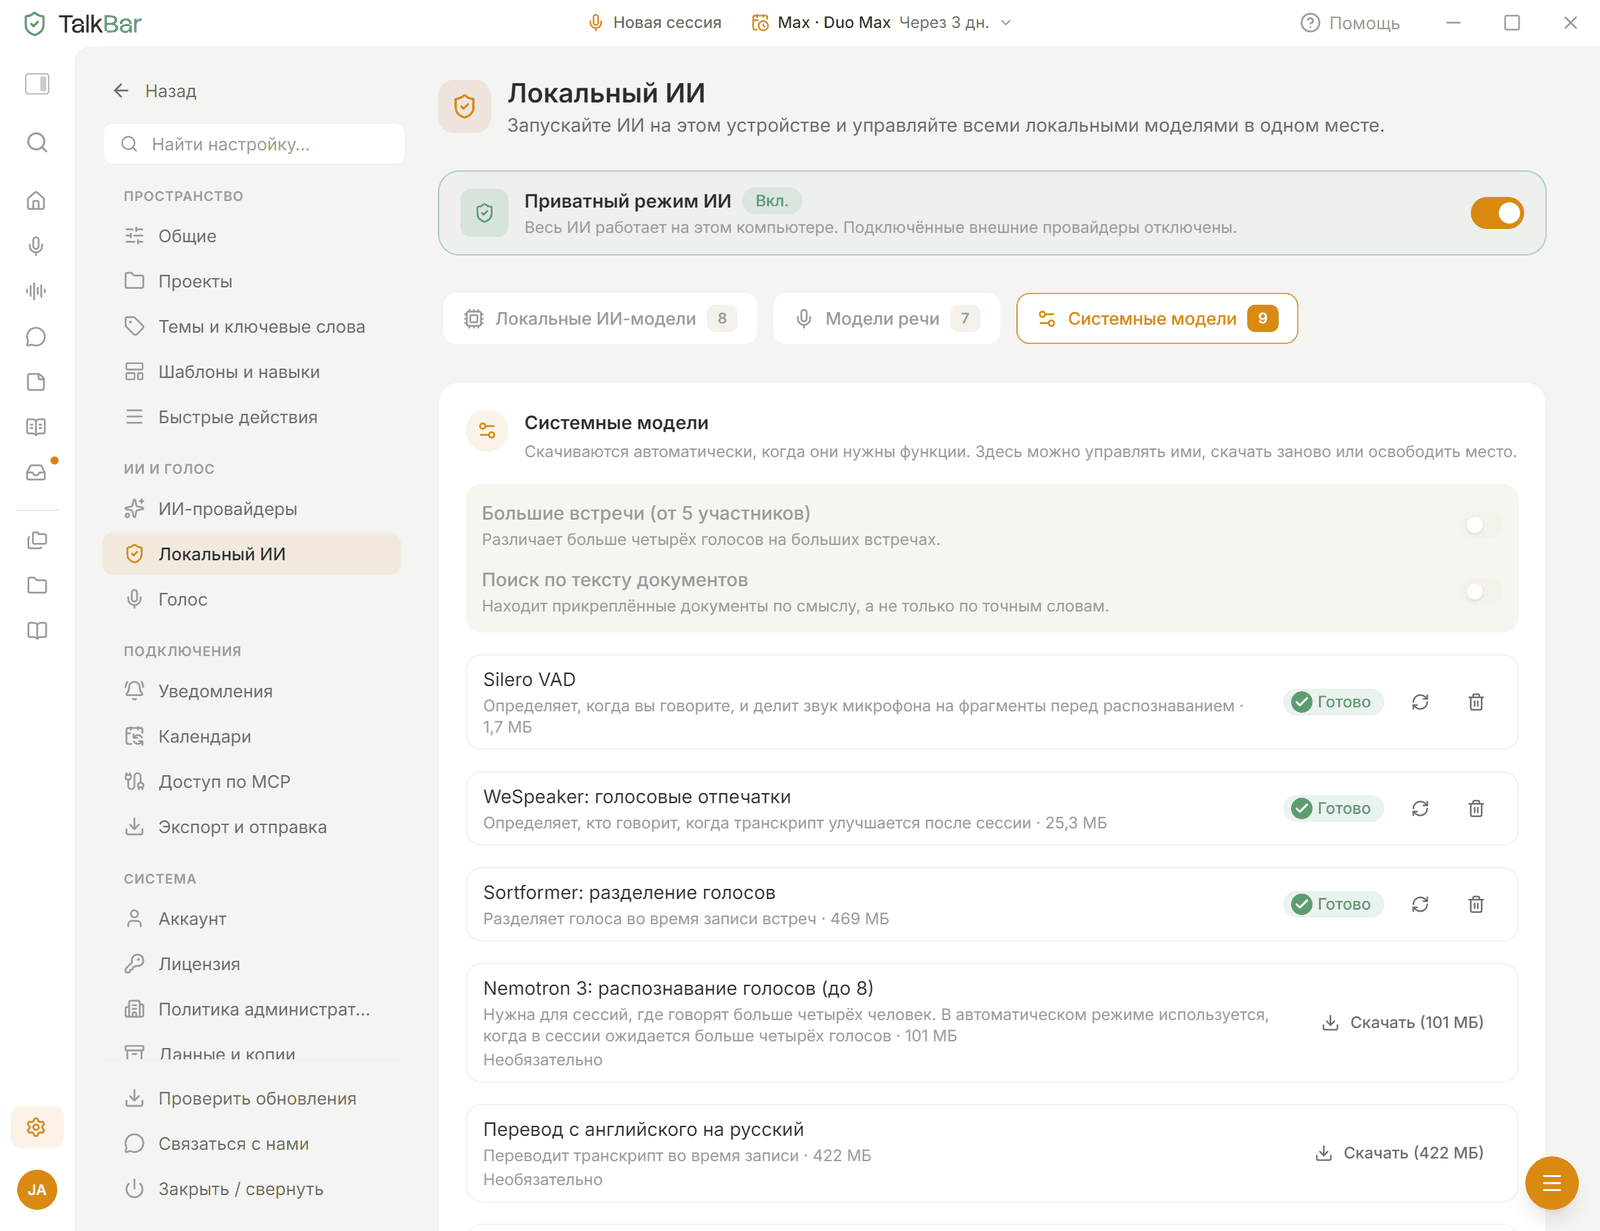 TalkBar
Новая сессия
Max · Duo Max Через 3 дн.
Помощь
Назад
Найти настройку...
ПРОСТРАНСТВО
Общие
Проекты
Темы и ключевые слова
Шаблоны и навыки
Быстрые действия
ИИ И ГОЛОС
ИИ-провайдеры
Локальный ИИ
Голос
ПОДКЛЮЧЕНИЯ
Уведомления
Календари
Доступ по MCP
Экспорт и отправка
СИСТЕМА
Аккаунт
Лицензия
Политика администрат...
Данные и копии
Проверить обновления
Связаться с нами
Закрыть / свернуть
JA
Локальный ИИ
Запускайте ИИ на этом устройстве и управляйте всеми локальными моделями в одном месте.
Приватный режим ИИ Вкл.
Весь ИИ работает на этом компьютере. Подключённые внешние провайдеры отключены.
Локальные ИИ-модели 8
Модели речи 7
Системные модели 9
Системные модели
Скачиваются автоматически, когда они нужны функции. Здесь можно управлять ими, скачать заново или освободить место.
Большие встречи (от 5 участников)
Различает больше четырёх голосов на больших встречах.
Поиск по тексту документов
Находит прикреплённые документы по смыслу, а не только по точным словам.
Silero VAD
Определяет, когда вы говорите, и делит звук микрофона на фрагменты перед распознаванием ·
1,7 МБ
Готово
WeSpeaker: голосовые отпечатки
Определяет, кто говорит, когда транскрипт улучшается после сессии · 25,3 МБ
Готово
Sortformer: разделение голосов
Разделяет голоса во время записи встреч · 469 МБ
Готово
Nemotron 3: распознавание голосов (до 8)
Нужна для сессий, где говорят больше четырёх человек. В автоматическом режиме используется,
когда в сессии ожидается больше четырёх голосов · 101 МБ
Необязательно
Скачать (101 МБ)
Перевод с английского на русский
Переводит транскрипт во время записи · 422 МБ
Необязательно
Скачать (422 МБ)